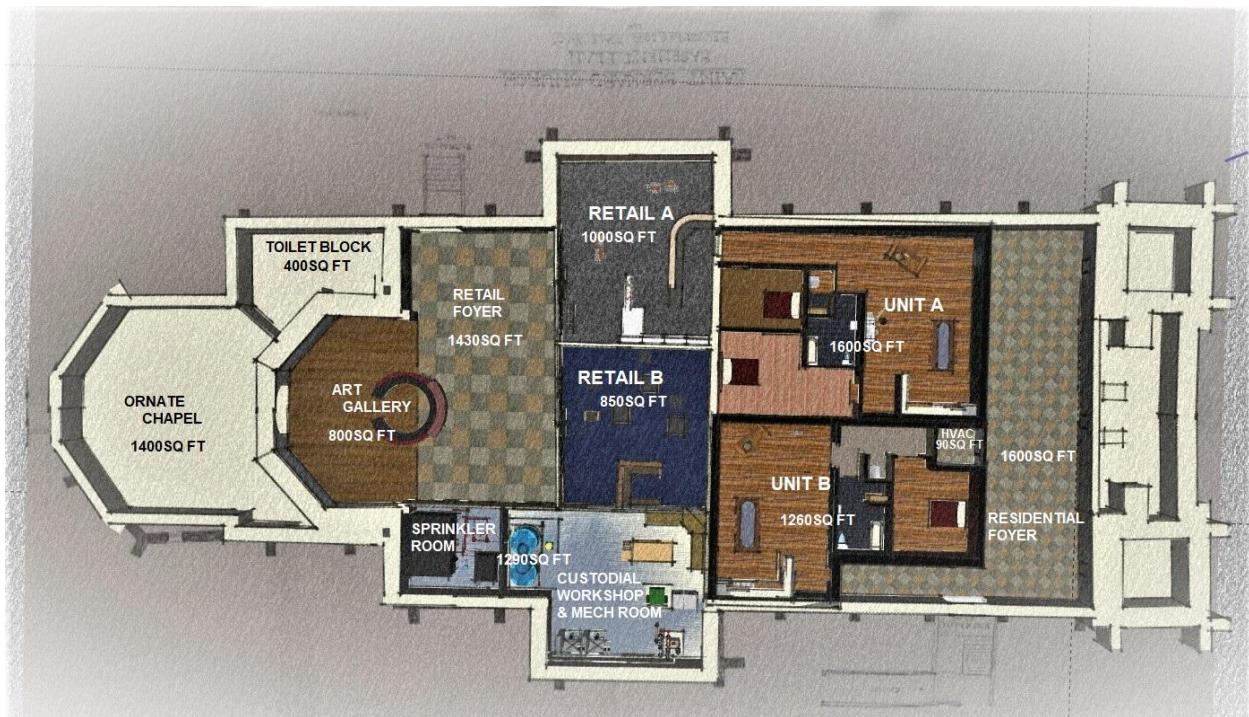 RETAIL A
1000SQ FT
TOILET BLOCK
400SQ FT
RETAIL
FOYER
1430SQ FT
UNIT A
1600SQ FT
RETAIL B
850SQ FT
ORNATE
CHAPEL
1400SQ FT
ART
GALLERY
800SQ FT
HVAC
90SQ FT
1600SQ FT
RESIDENTIAL
FOYER
UNIT B
1260SQ FT
SPRINKLER
ROOM
1290SQ FT
CUSTODIAL
WORKSHOP
& MECH ROOM